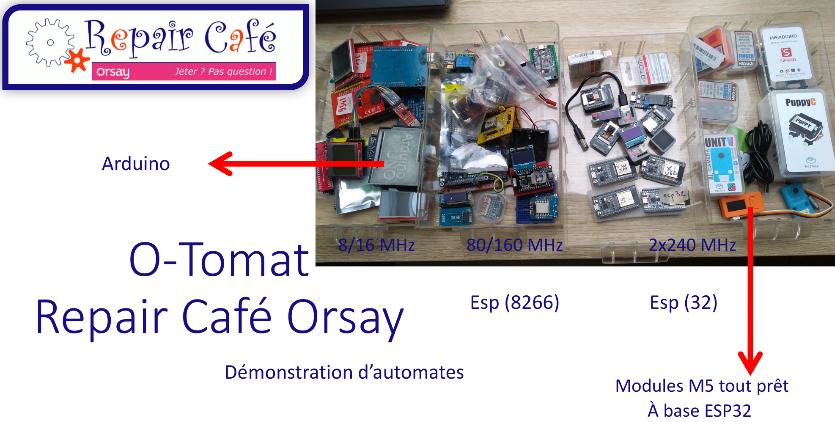 Repair Café
Orsay
Jeter ? Pas question !
Arduino
8/16 MHz
80/160 MHz
2x240 MHz
O-Tomat
Repair Café Orsay
Esp (8266)
Esp (32)
Démonstration d'automates
Modules M5 tout prêt
À base ESP32
PuppyC
UNIT V
esp32